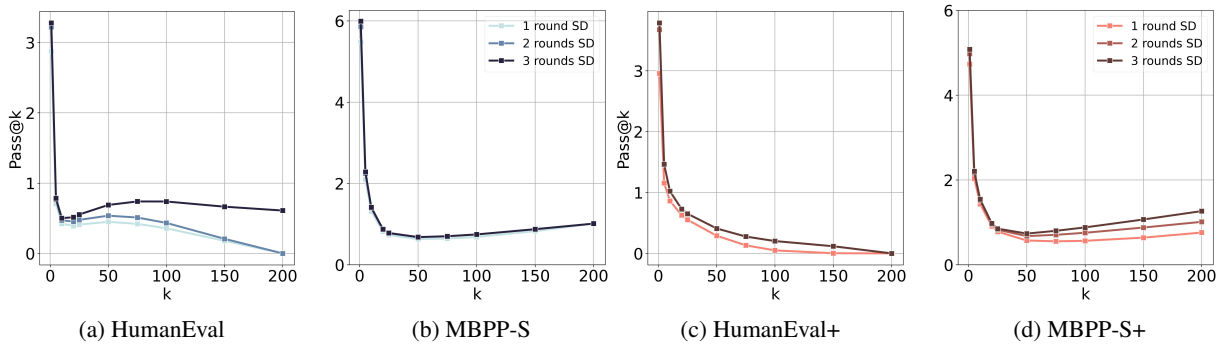 Pass@k
3
2
1
0
0 50 100 150 200
k
(a) HumanEval
1 round SD
2 rounds SD
3 rounds SD
6
4
2
0
0 50 100 150 200
k
(b) MBPP-S
Pass@k
3
2
1
0
0 50 100 150 200
k
(c) HumanEval+
1 round SD
2 rounds SD
3 rounds SD
6
4
2
0
0 50 100 150 200
k
(d) MBPP-S+